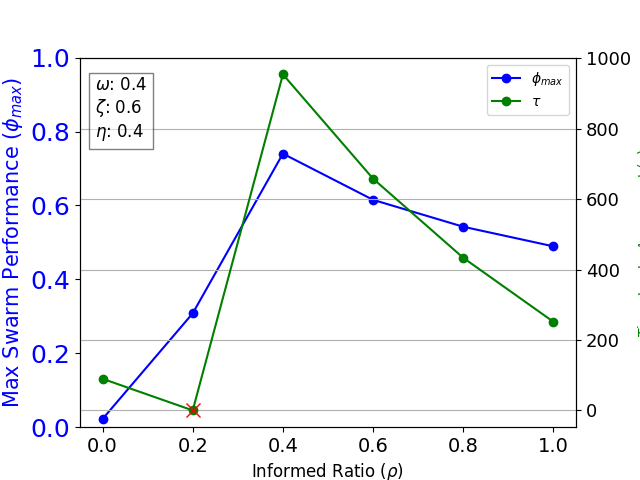 Max Swarm Performance (ϕ_max)
1.0
0.8
0.6
0.4
0.2
0.0
ω: 0.4
ζ: 0.6
η: 0.4
ϕ_max
τ
1000
800
600
400
200
0
0.0 0.2 0.4 0.6 0.8 1.0
Informed Ratio (ρ)